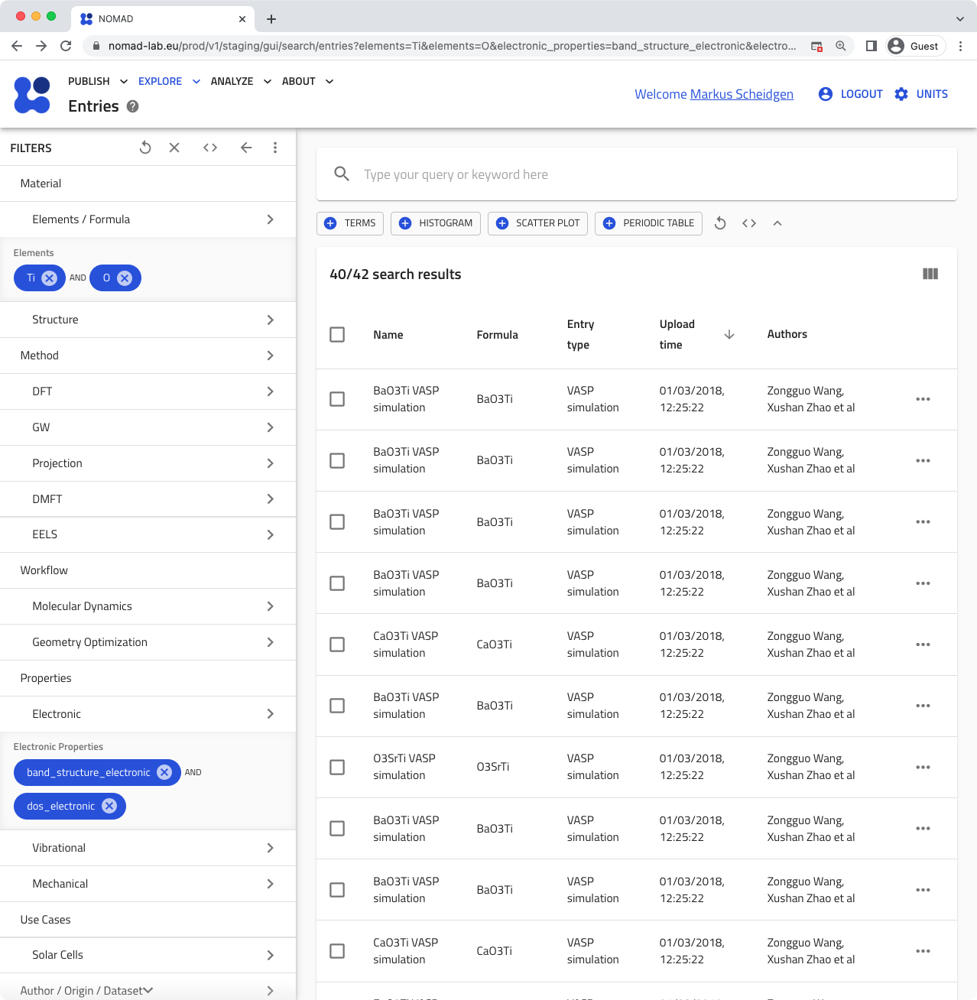 NOMAD
nomad-lab.eu/prod/v1/staging/gui/search/entries?elements=Ti&elements=O&electronic_properties=band_structure_electronic&electro...
Guest
PUBLISH EXPLORE ANALYZE ABOUT
Entries ?
Welcome Markus Scheidgen
LOGOUT UNITS
FILTERS
Material
Elements / Formula
Elements
Ti AND O
Structure
Method
DFT
GW
Projection
DMFT
EELS
Workflow
Molecular Dynamics
Geometry Optimization
Properties
Electronic
Electronic Properties
band_structure_electronic AND
dos_electronic
Vibrational
Mechanical
Use Cases
Solar Cells
Author / Origin / Dataset
Type your query or keyword here
TERMS HISTOGRAM SCATTER PLOT PERIODIC TABLE
40/42 search results
Name Formula Entry type Upload time Authors
BaO3Ti VASP simulation BaO3Ti VASP simulation 01/03/2018, 12:25:22 Zongguo Wang, Xushan Zhao et al
BaO3Ti VASP simulation BaO3Ti VASP simulation 01/03/2018, 12:25:22 Zongguo Wang, Xushan Zhao et al
BaO3Ti VASP simulation BaO3Ti VASP simulation 01/03/2018, 12:25:22 Zongguo Wang, Xushan Zhao et al
BaO3Ti VASP simulation BaO3Ti VASP simulation 01/03/2018, 12:25:22 Zongguo Wang, Xushan Zhao et al
CaO3Ti VASP simulation CaO3Ti VASP simulation 01/03/2018, 12:25:22 Zongguo Wang, Xushan Zhao et al
BaO3Ti VASP simulation BaO3Ti VASP simulation 01/03/2018, 12:25:22 Zongguo Wang, Xushan Zhao et al
O3SrTi VASP simulation O3SrTi VASP simulation 01/03/2018, 12:25:22 Zongguo Wang, Xushan Zhao et al
BaO3Ti VASP simulation BaO3Ti VASP simulation 01/03/2018, 12:25:22 Zongguo Wang, Xushan Zhao et al
BaO3Ti VASP simulation BaO3Ti VASP simulation 01/03/2018, 12:25:22 Zongguo Wang, Xushan Zhao et al
CaO3Ti VASP simulation CaO3Ti VASP simulation 01/03/2018, 12:25:22 Zongguo Wang, Xushan Zhao et al